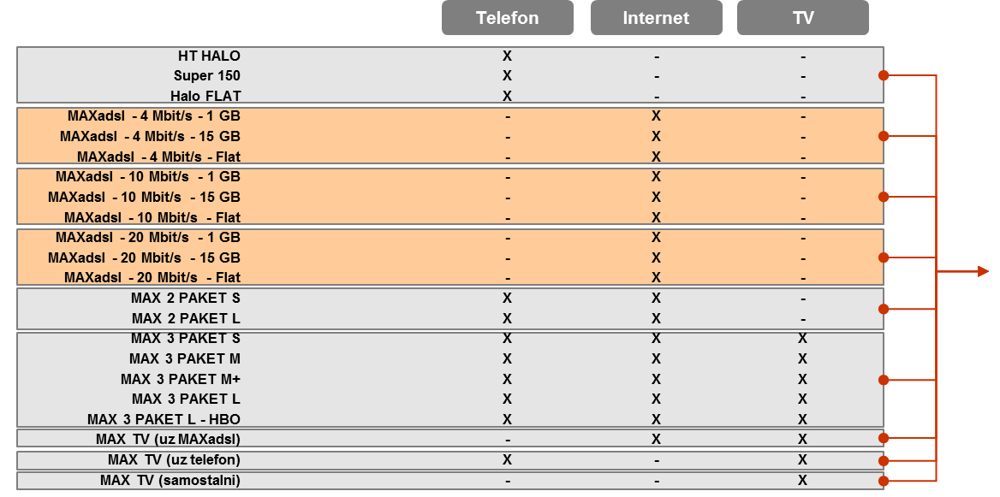 Telefon Internet TV
HT HALO X - -
Super 150 X - -
Halo FLAT X - -
MAXadsl - 4 Mbit/s - 1 GB - X -
MAXadsl - 4 Mbit/s - 15 GB - X -
MAXadsl - 4 Mbit/s - Flat - X -
MAXadsl - 10 Mbit/s - 1 GB - X -
MAXadsl - 10 Mbit/s - 15 GB - X -
MAXadsl - 10 Mbit/s - Flat - X -
MAXadsl - 20 Mbit/s - 1 GB - X -
MAXadsl - 20 Mbit/s - 15 GB - X -
MAXadsl - 20 Mbit/s - Flat - X -
MAX 2 PAKET S X X -
MAX 2 PAKET L X X -
MAX 3 PAKET S X X X
MAX 3 PAKET M X X X
MAX 3 PAKET M+ X X X
MAX 3 PAKET L X X X
MAX 3 PAKET L - HBO X X X
MAX TV (uz MAXadsl) - X X
MAX TV (uz telefon) X - X
MAX TV (samostalni) - - X